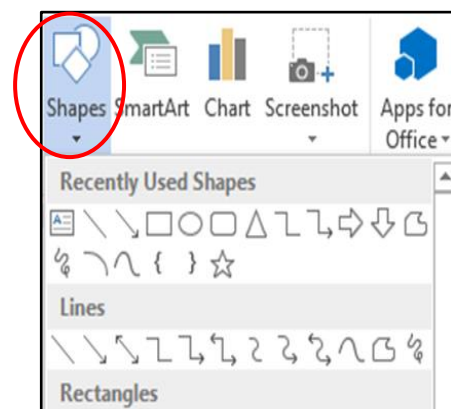 Shapes SmartArt Chart Screenshot Apps for
Office
Recently Used Shapes
Lines
Rectangles